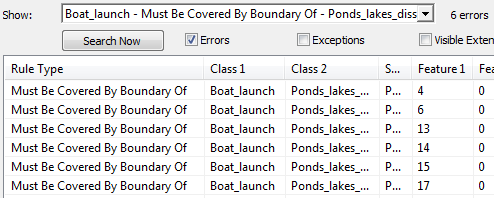 Show: Boat_launch - Must Be Covered By Boundary Of - Ponds_lakes_diss 6 errors
Search Now Errors Exceptions Visible Exten
Rule Type Class 1 Class 2 S... Feature 1 Fea
Must Be Covered By Boundary Of Boat_launch Ponds_lakes_... P... 4 0
Must Be Covered By Boundary Of Boat_launch Ponds_lakes_... P... 6 0
Must Be Covered By Boundary Of Boat_launch Ponds_lakes_... P... 13 0
Must Be Covered By Boundary Of Boat_launch Ponds_lakes_... P... 14 0
Must Be Covered By Boundary Of Boat_launch Ponds_lakes_... P... 15 0
Must Be Covered By Boundary Of Boat_launch Ponds_lakes_... P... 17 0